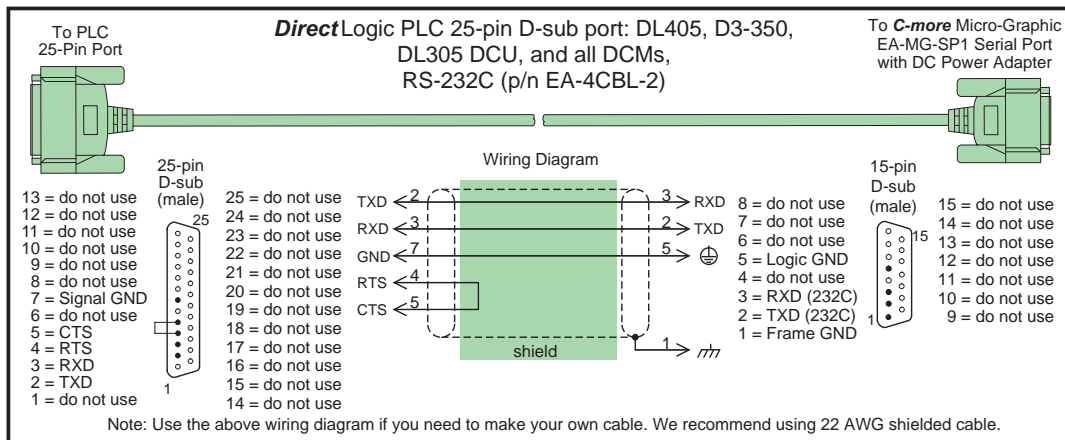 To PLC
25-Pin Port
DirectLogic PLC 25-pin D-sub port: DL405, D3-350,
DL305 DCU, and all DCMs,
RS-232C (p/n EA-4CBL-2)
To C-more Micro-Graphic
EA-MG-SP1 Serial Port
with DC Power Adapter
Wiring Diagram
25-pin
D-sub
(male)
13 = do not use
12 = do not use
11 = do not use
10 = do not use
9 = do not use
8 = do not use
7 = Signal GND
6 = do not use
5 = CTS
4 = RTS
3 = RXD
2 = TXD
1 = do not use
25
1
25 = do not use
24 = do not use
23 = do not use
22 = do not use
21 = do not use
20 = do not use
19 = do not use
18 = do not use
17 = do not use
16 = do not use
15 = do not use
14 = do not use
TXD 2 3 RXD
RXD 3 2 TXD
GND 7 5
RTS 4
CTS 5
shield
1
8 = do not use
7 = do not use
6 = do not use
5 = Logic GND
4 = do not use
3 = RXD (232C)
2 = TXD (232C)
1 = Frame GND
15-pin
D-sub
(male)
15
1
15 = do not use
14 = do not use
13 = do not use
12 = do not use
11 = do not use
10 = do not use
9 = do not use
Note: Use the above wiring diagram if you need to make your own cable. We recommend using 22 AWG shielded cable.